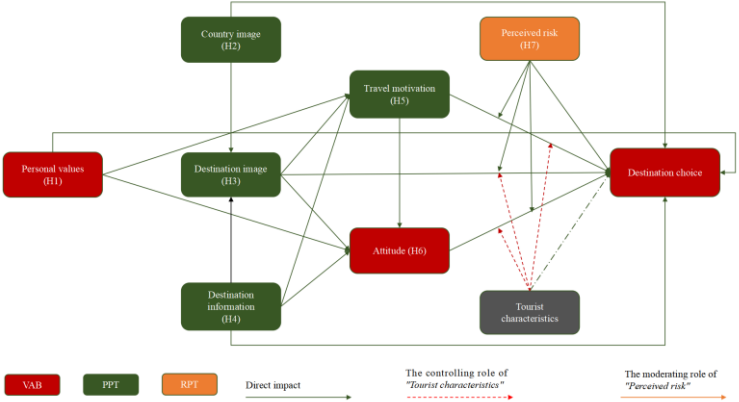 Country image
(H2)
Perceived risk
(H7)
Travel motivation
(H5)
Personal values
(H1)
Destination image
(H3)
Destination choice
Attitude (H6)
Destination
information
(H4)
Tourist
characteristics
VAB
PPT
RPT
Direct impact
The controlling role of
"Tourist characteristics"
The moderating role of
"Perceived risk"